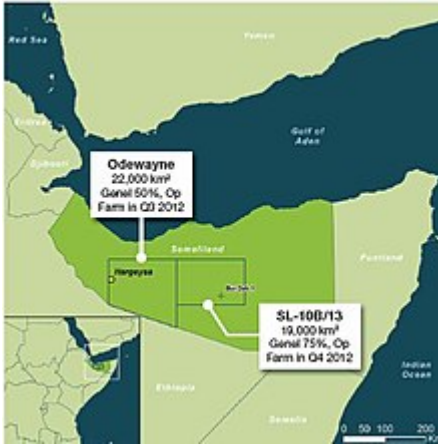 Red Sea
Yemen
Eritrea
Gulf of
Aden
Djibouti
Odewayne
22,000 km²
Genel 50%, Op
Farm in Q3 2012
Somaliland
Puntland
Hargeysa
SL-10B/13
19,000 km²
Genel 75%, Op
Farm in Q4 2012
Indian
Ocean
Ethiopia
Somalia
0 50 100 200